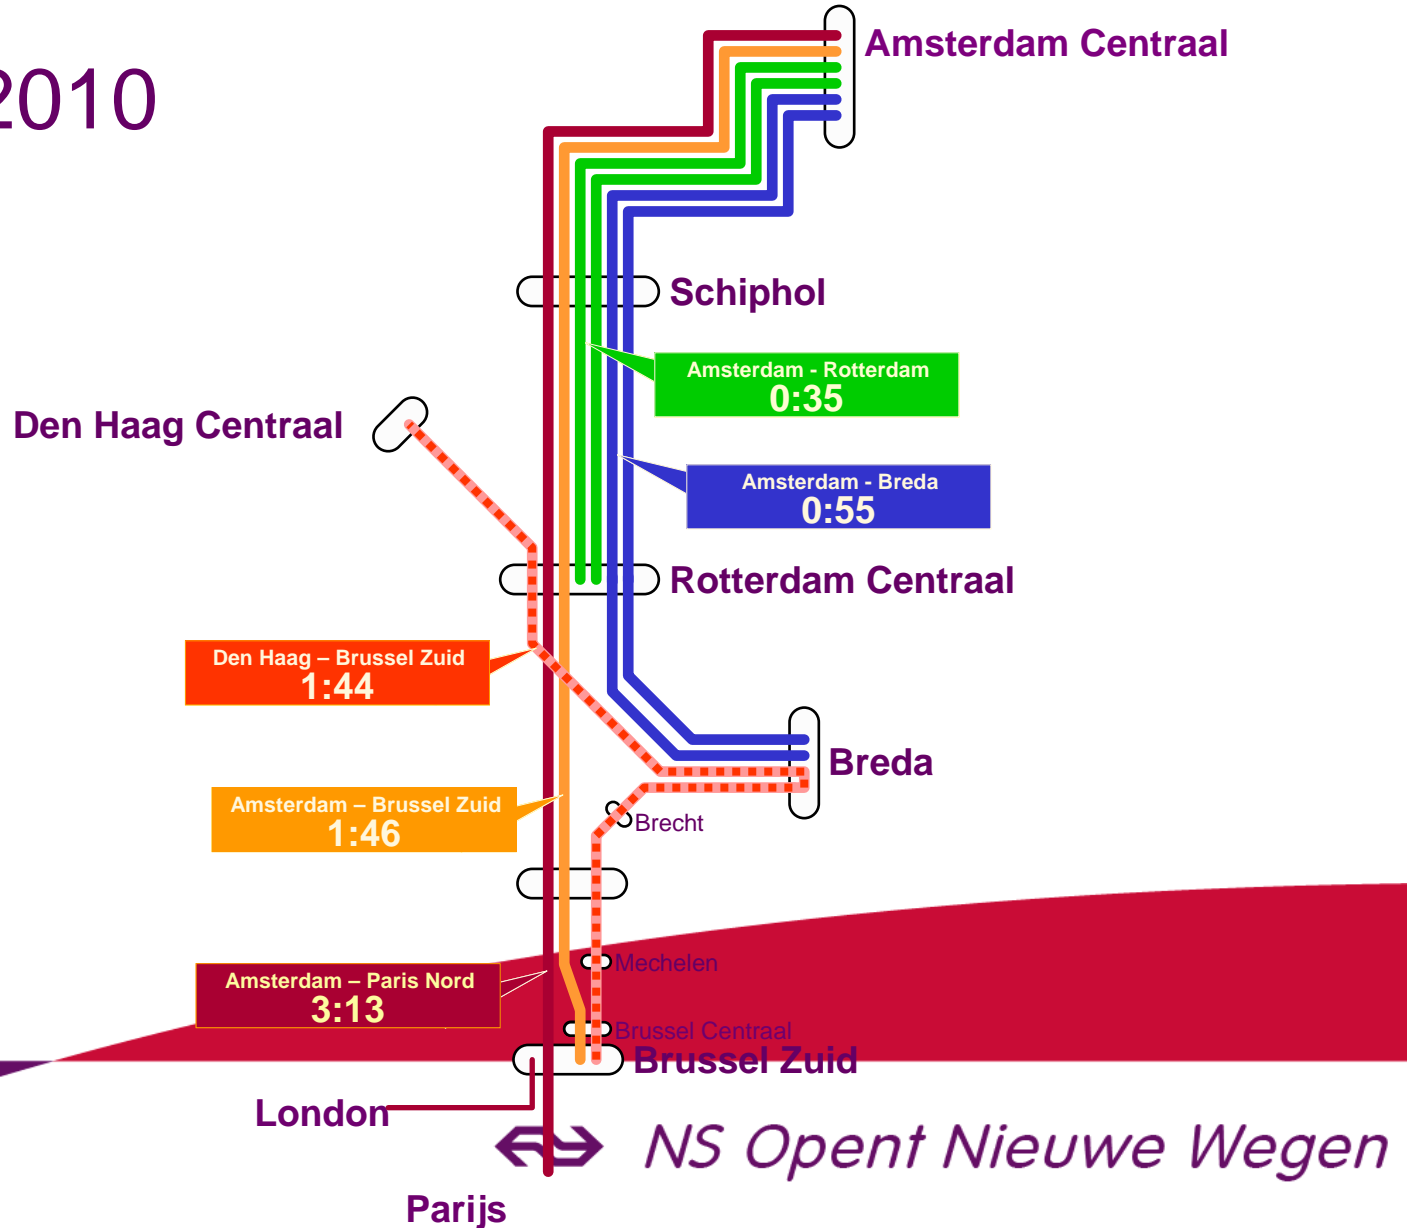 2010
Amsterdam Centraal
Schiphol
Amsterdam - Rotterdam
0:35
Den Haag Centraal
Amsterdam - Breda
0:55
Rotterdam Centraal
Den Haag – Brussel Zuid
1:44
Breda
Amsterdam – Brussel Zuid
1:46
Brecht
Mechelen
Amsterdam – Paris Nord
3:13
Brussel Centraal
Brussel Zuid
London
NS Opent Nieuwe Wegen
Parijs